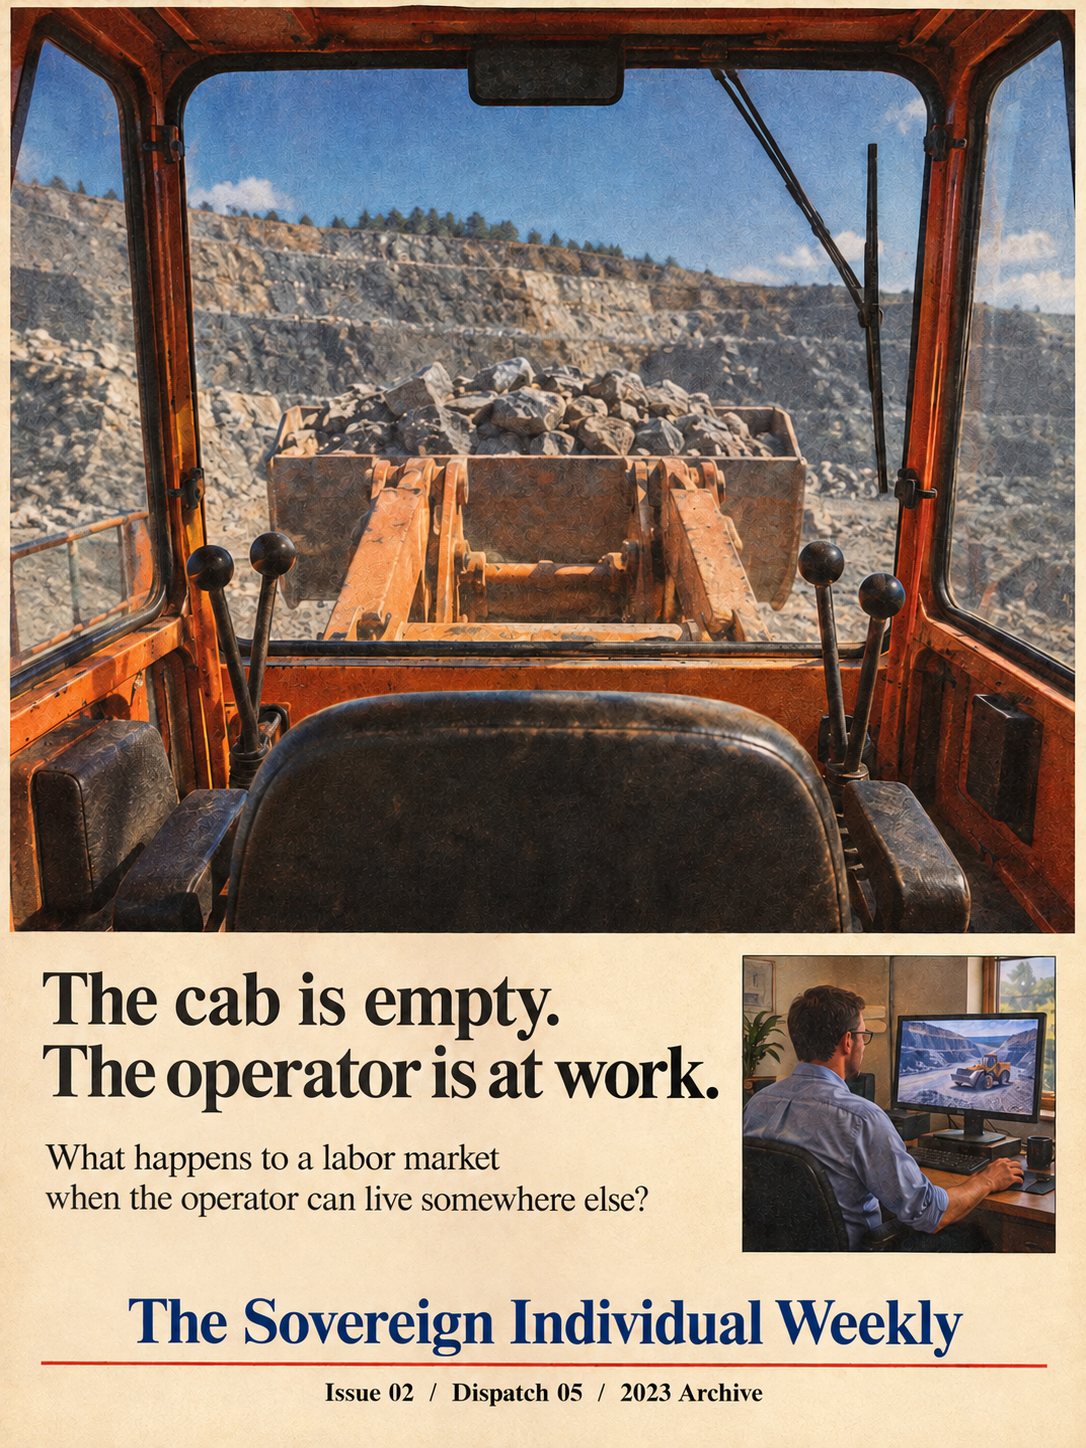 The cab is empty.
The operator is at work.
What happens to a labor market
when the operator can live somewhere else?
The Sovereign Individual Weekly
Issue 02 / Dispatch 05 / 2023 Archive